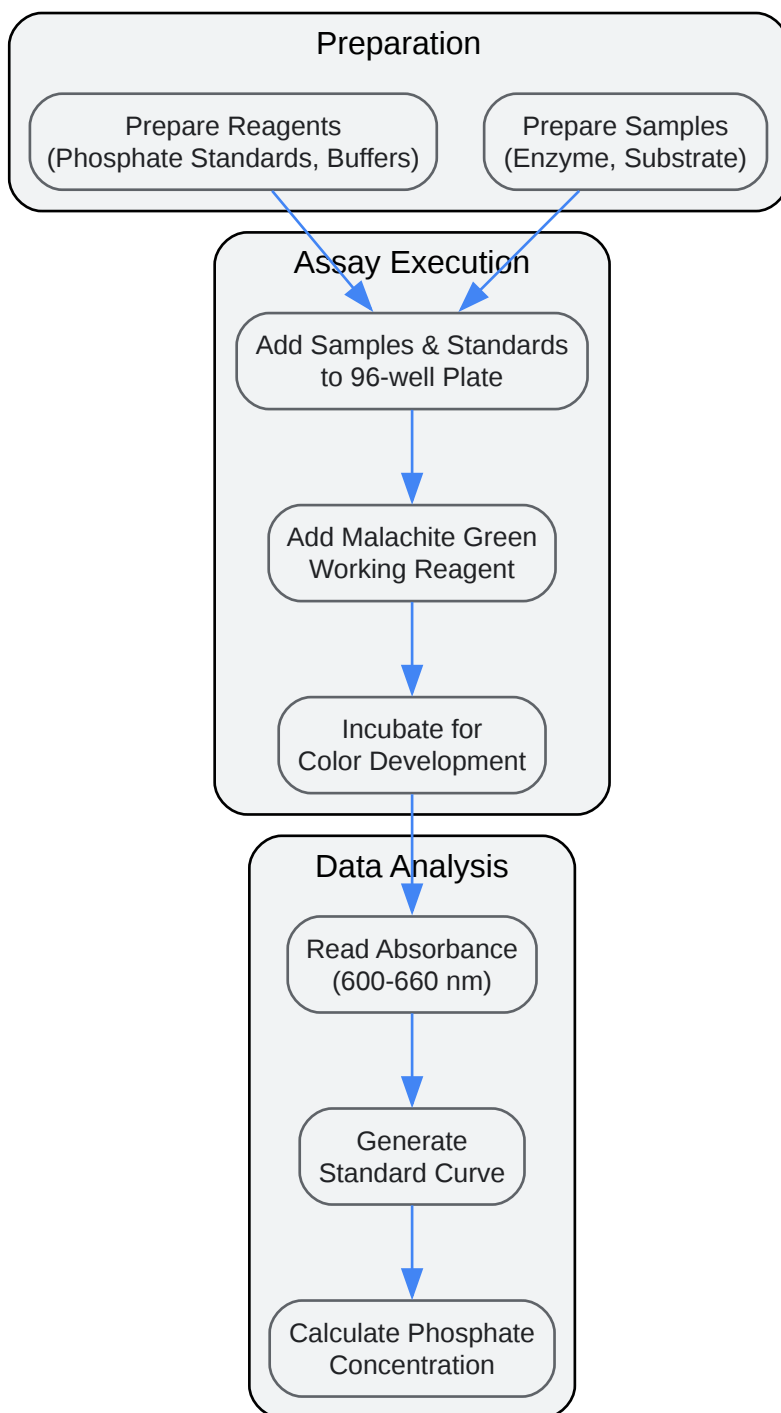 Preparation
Prepare Reagents
(Phosphate Standards, Buffers)
Prepare Samples
(Enzyme, Substrate)
Assay Execution
Add Samples & Standards
to 96-well Plate
Add Malachite Green
Working Reagent
Incubate for
Color Development
Data Analysis
Read Absorbance
(600-660 nm)
Generate
Standard Curve
Calculate Phosphate
Concentration